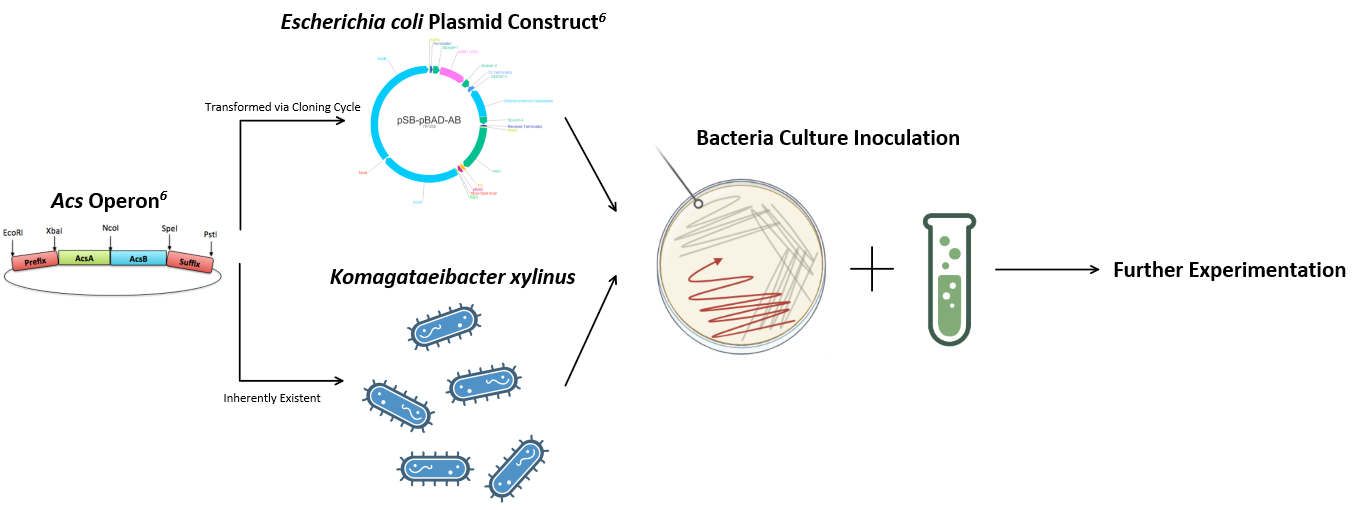 Escherichia coli Plasmid Construct6
Transformed via Cloning Cycle
pSB-pBAD-AB
Bacteria Culture Inoculation
Acs Operon6
EcoRI
XbaI
NcoI
SpeI
PstI
Prefix
AcsA
AcsB
Suffix
Komagataeibacter xylinus
Further Experimentation
Inherently Existent